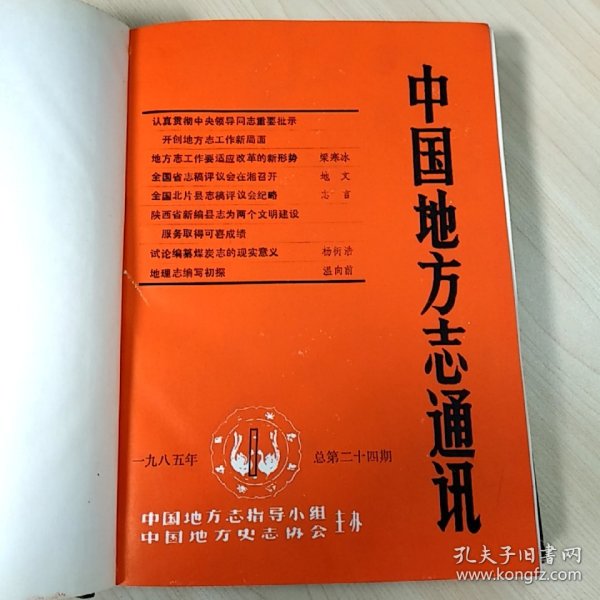 中国地方志通讯
认真贯彻中央领导同志重要批示
开创地方志工作新局面
地方志工作要适应改革的新形势 梁寒冰
全国省志稿评议会在湘召开 地文
全国北片县志稿评议会纪略 志言
陕西省新编县志为两个文明建设
服务取得可喜成绩
试论编纂煤炭志的现实意义 杨衍浩
地理志编写初探 温向前
一九八五年 1 总第二十四期
中国地方志指导小组
中国地方史志协会 主办
孔夫子旧书网
www.kongfz.com